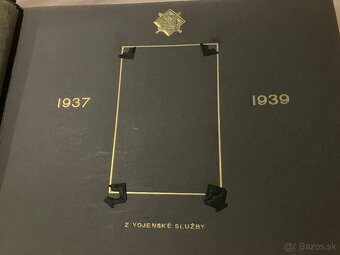 1937
1939
Z VOJENSKÉ SLUŽBY
Bazos.sk